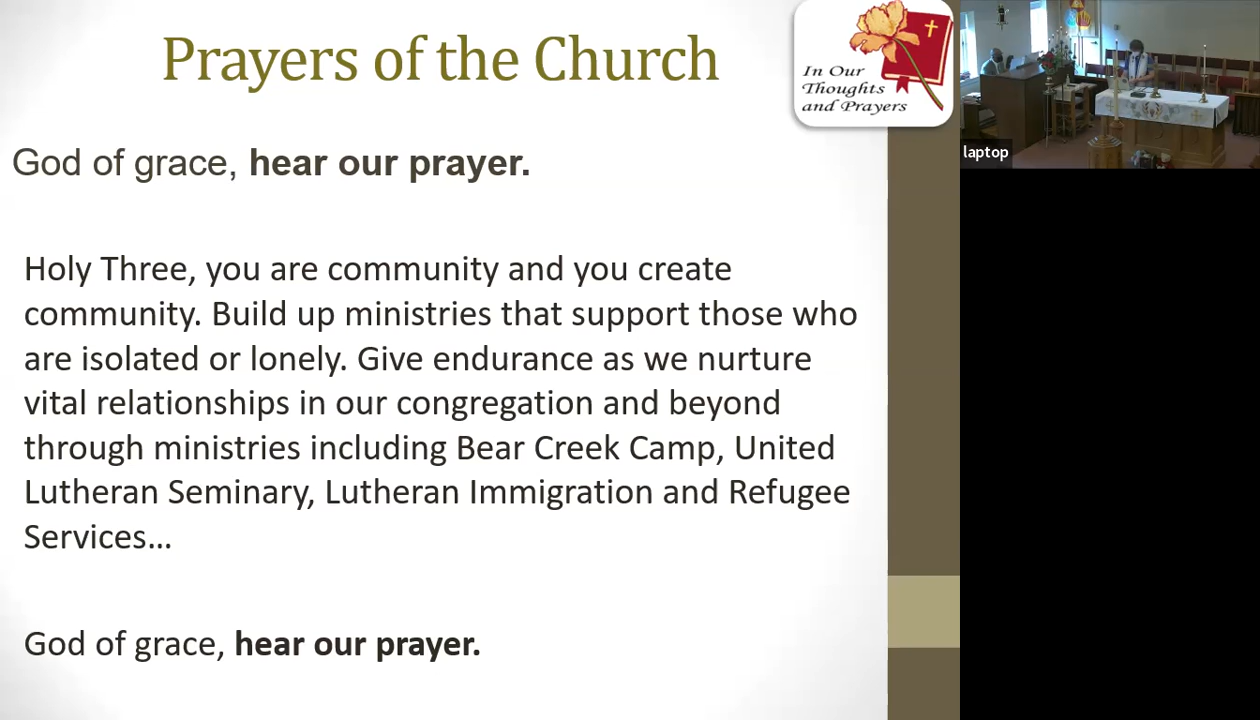 Prayers of the Church
In Our
Thoughts
and Prayers
laptop
God of grace, hear our prayer.
Holy Three, you are community and you create
community. Build up ministries that support those who
are isolated or lonely. Give endurance as we nurture
vital relationships in our congregation and beyond
through ministries including Bear Creek Camp, United
Lutheran Seminary, Lutheran Immigration and Refugee
Services…
God of grace, hear our prayer.